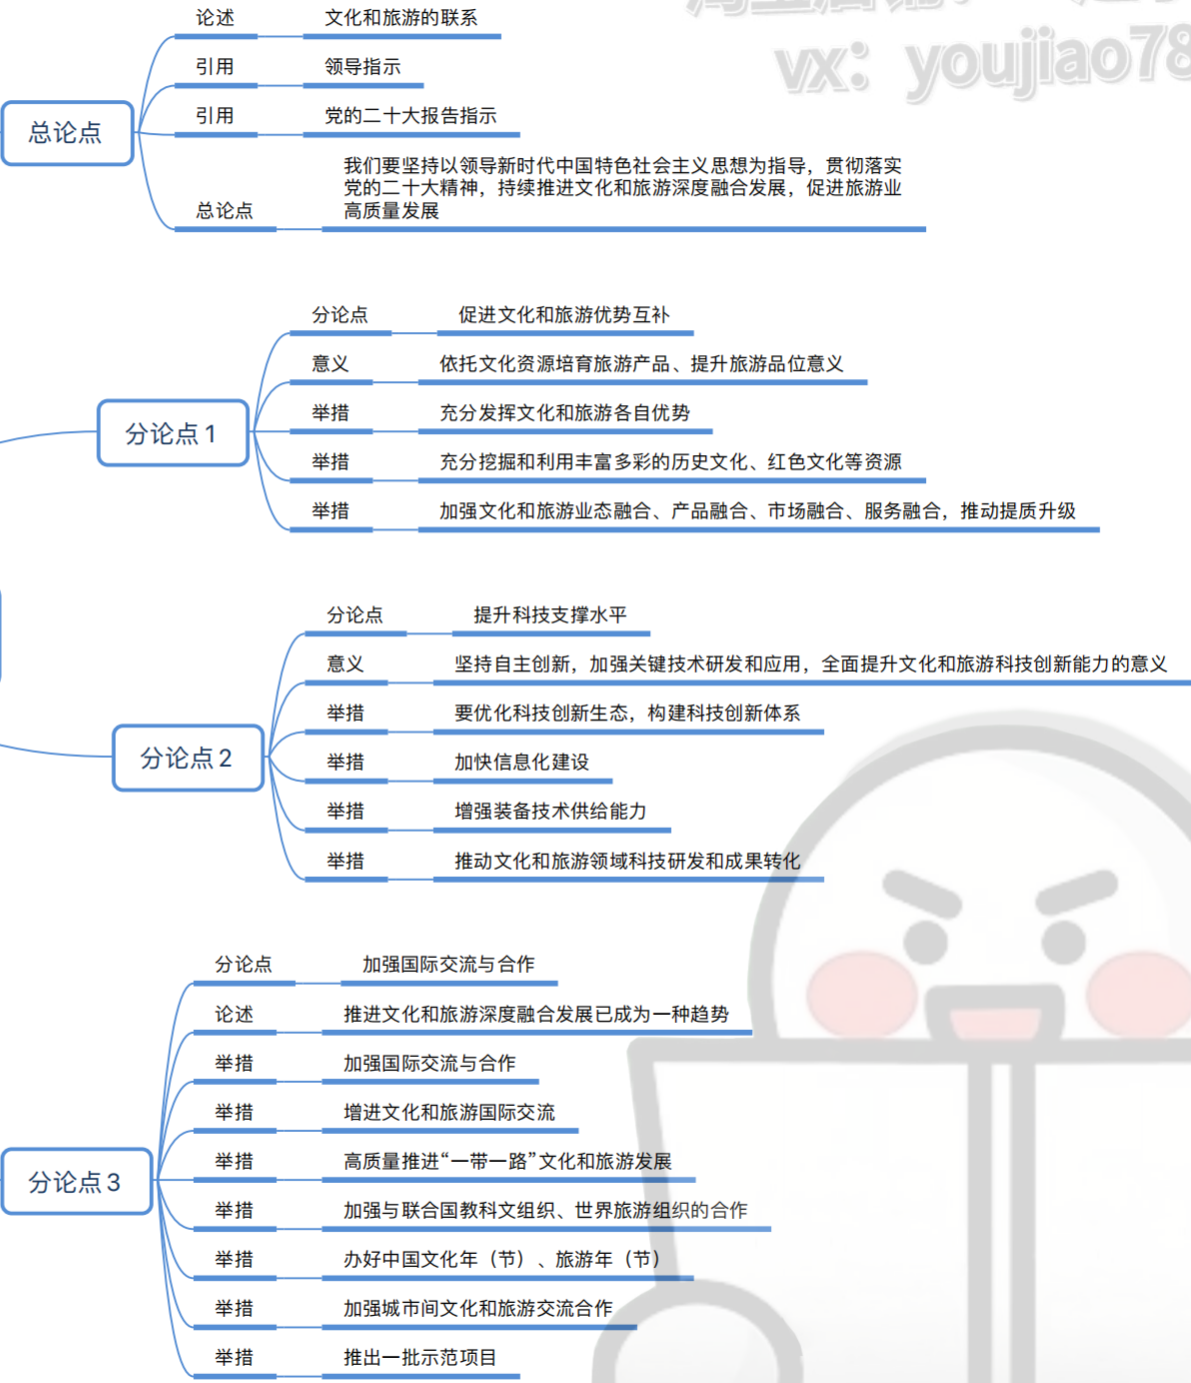 vx：youjiao78
论述 文化和旅游的联系
引用 领导指示
引用 党的二十大报告指示
总论点
我们要坚持以领导新时代中国特色社会主义思想为指导，贯彻落实
党的二十大精神，持续推进文化和旅游深度融合发展，促进旅游业
总论点 高质量发展
分论点 促进文化和旅游优势互补
意义 依托文化资源培育旅游产品、提升旅游品位意义
举措 充分发挥文化和旅游各自优势
分论点1
举措 充分挖掘和利用丰富多彩的历史文化、红色文化等资源
举措 加强文化和旅游业态融合、产品融合、市场融合、服务融合，推动提质升级
分论点 提升科技支撑水平
意义 坚持自主创新，加强关键技术研发和应用，全面提升文化和旅游科技创新能力的意义
举措 要优化科技创新生态，构建科技创新体系
分论点2
举措 加快信息化建设
举措 增强装备技术供给能力
举措 推动文化和旅游领域科技研发和成果转化
分论点 加强国际交流与合作
论述 推进文化和旅游深度融合发展已成为一种趋势
举措 加强国际交流与合作
举措 增进文化和旅游国际交流
举措 高质量推进“一带一路”文化和旅游发展
分论点3
举措 加强与联合国教科文组织、世界旅游组织的合作
举措 办好中国文化年（节）、旅游年（节）
举措 加强城市间文化和旅游交流合作
举措 推出一批示范项目